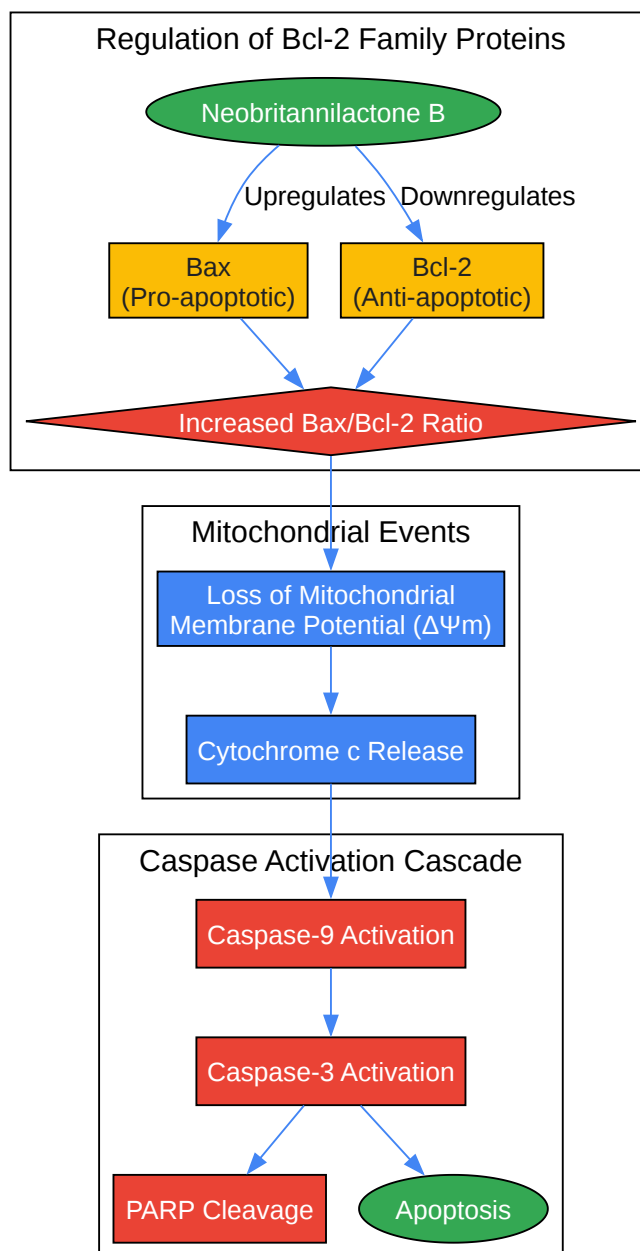 Regulation of Bcl-2 Family Proteins
Neobritannilactone B
Upregulates
Downregulates
Bax
(Pro-apoptotic)
Bcl-2
(Anti-apoptotic)
Increased Bax/Bcl-2 Ratio
Mitochondrial Events
Loss of Mitochondrial
Membrane Potential (ΔΨm)
Cytochrome c Release
Caspase Activation Cascade
Caspase-9 Activation
Caspase-3 Activation
PARP Cleavage
Apoptosis